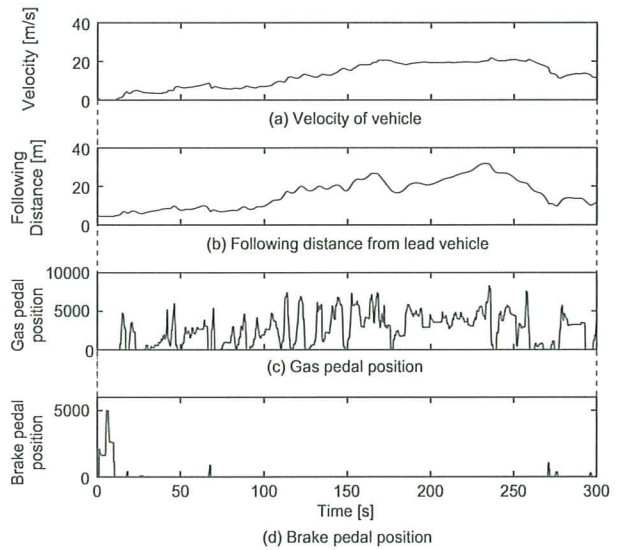 Velocity [m/s]
40
20
0
(a) Velocity of vehicle
Following
Distance [m]
40
20
0
(b) Following distance from lead vehicle
Gas pedal
position
10000
5000
0
(c) Gas pedal position
Brake pedal
position
5000
0
0 50 100 150 200 250 300
Time [s]
(d) Brake pedal position